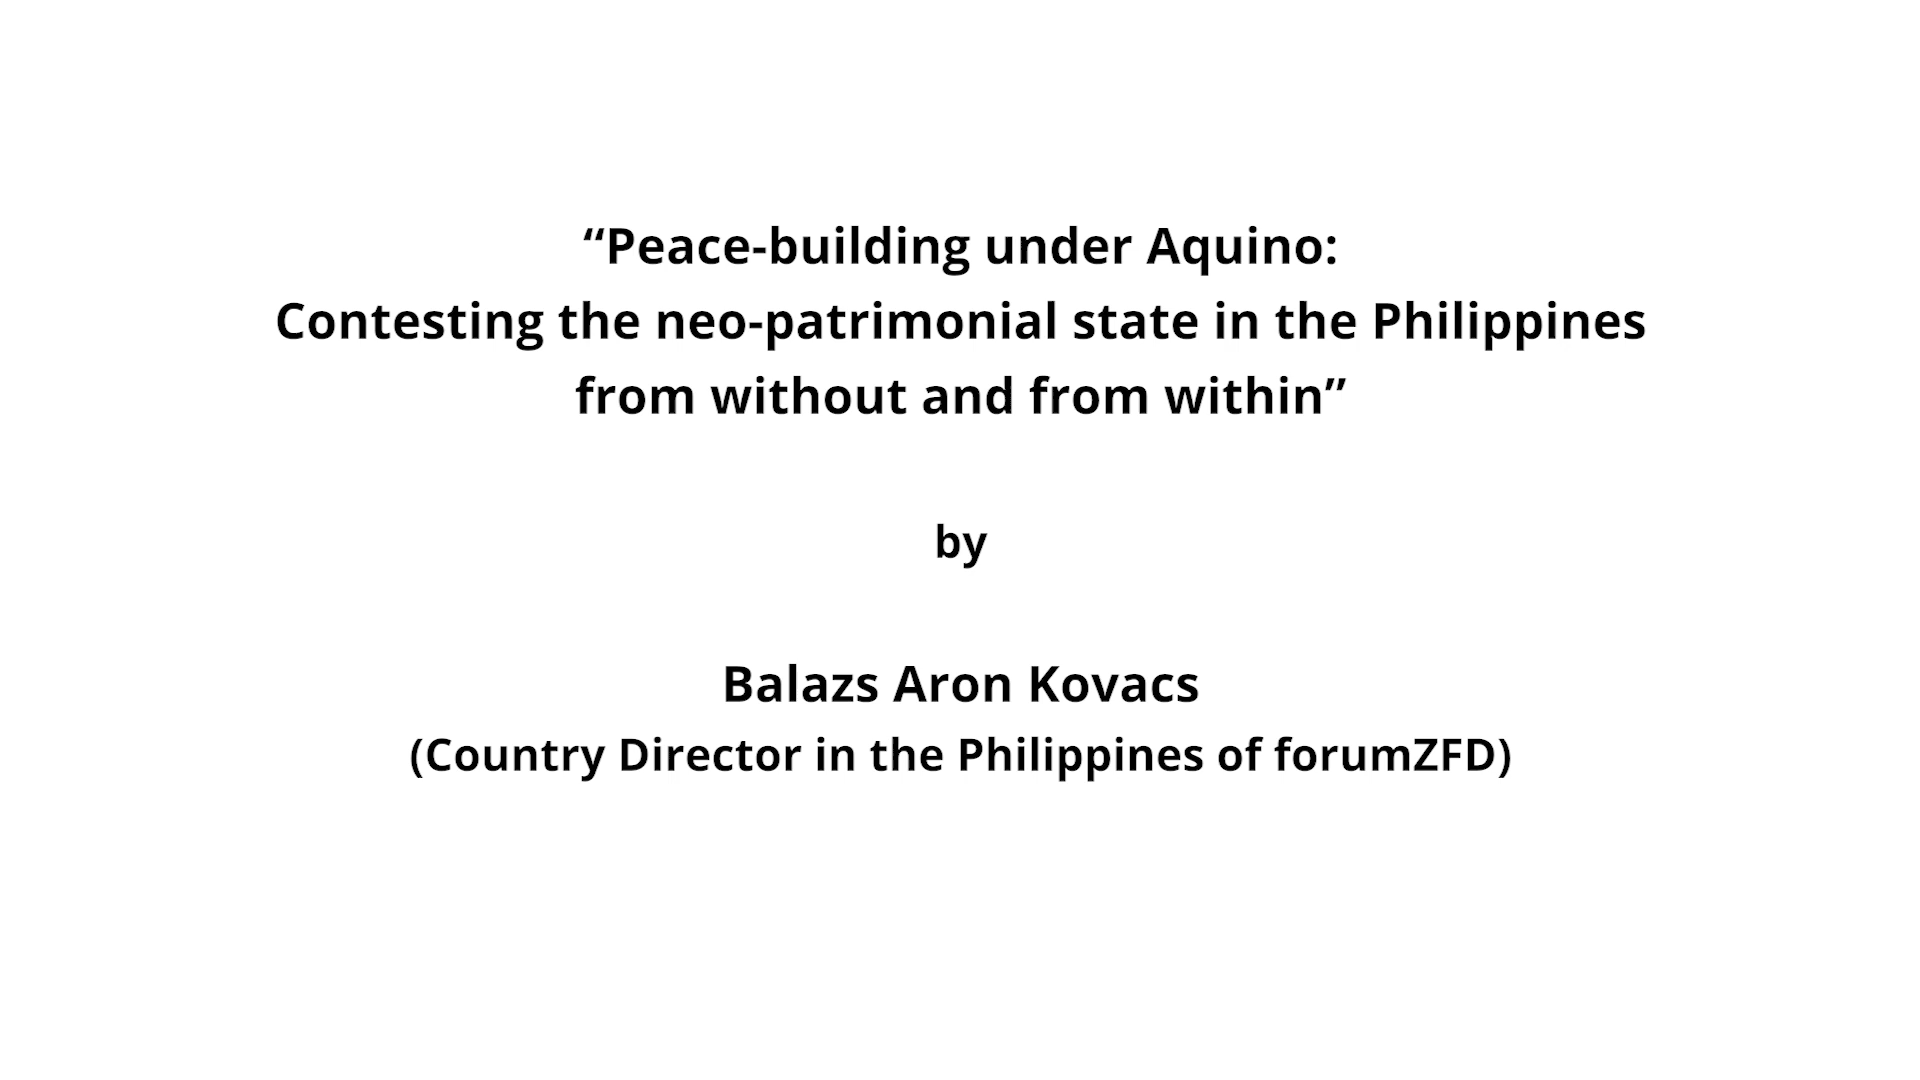 “Peace-building under Aquino:
Contesting the neo-patrimonial state in the Philippines
from without and from within”
by
Balazs Aron Kovacs
(Country Director in the Philippines of forumZFD)